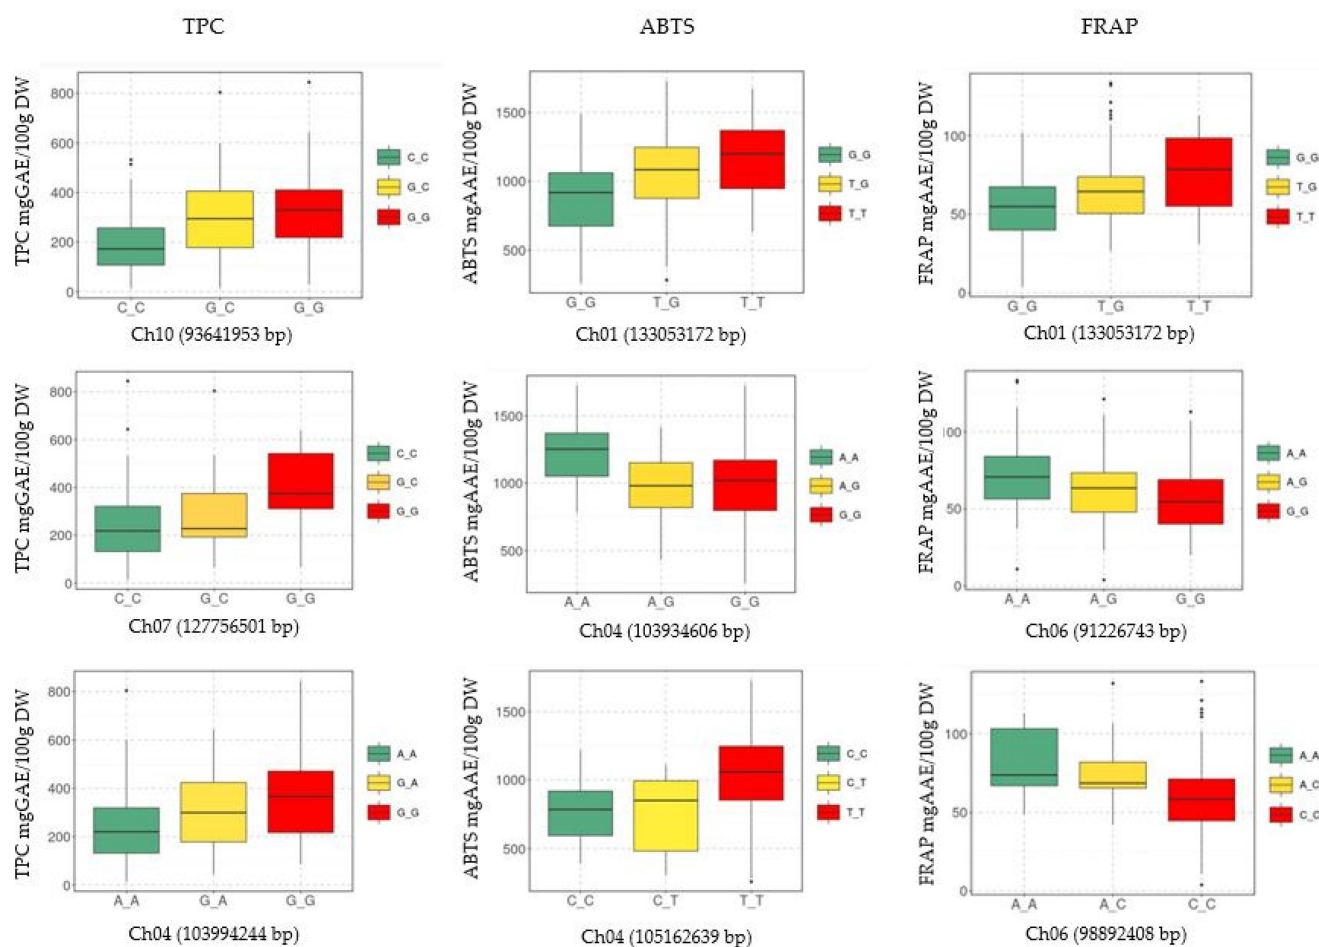 TPC
ABTS
FRAP
TPC mgGAE/100g DW
800
600
400
200
0
C_C
G_C
G_G
C_C
G_C
G_G
Ch10 (93641953 bp)
ABTS mgAAE/100g DW
1500
1000
500
G_G
T_G
T_T
G_G
T_G
T_T
Ch01 (133053172 bp)
FRAP mgAAE/100g DW
100
50
0
G_G
T_G
T_T
G_G
T_G
T_T
Ch01 (133053172 bp)
TPC mgGAE/100g DW
800
600
400
200
0
C_C
G_C
G_G
C_C
G_C
G_G
Ch07 (127756501 bp)
ABTS mgAAE/100g DW
1500
1000
500
A_A
A_G
G_G
A_A
A_G
G_G
Ch04 (103934606 bp)
FRAP mgAAE/100g DW
100
50
0
A_A
A_G
G_G
A_A
A_G
G_G
Ch06 (91226743 bp)
TPC mgGAE/100g DW
800
600
400
200
0
A_A
G_A
G_G
A_A
G_A
G_G
Ch04 (103994244 bp)
ABTS mgAAE/100g DW
1500
1000
500
C_C
C_T
T_T
C_C
C_T
T_T
Ch04 (105162639 bp)
FRAP mgAAE/100g DW
100
50
0
A_A
A_C
C_C
A_A
A_C
C_C
Ch06 (98892408 bp)